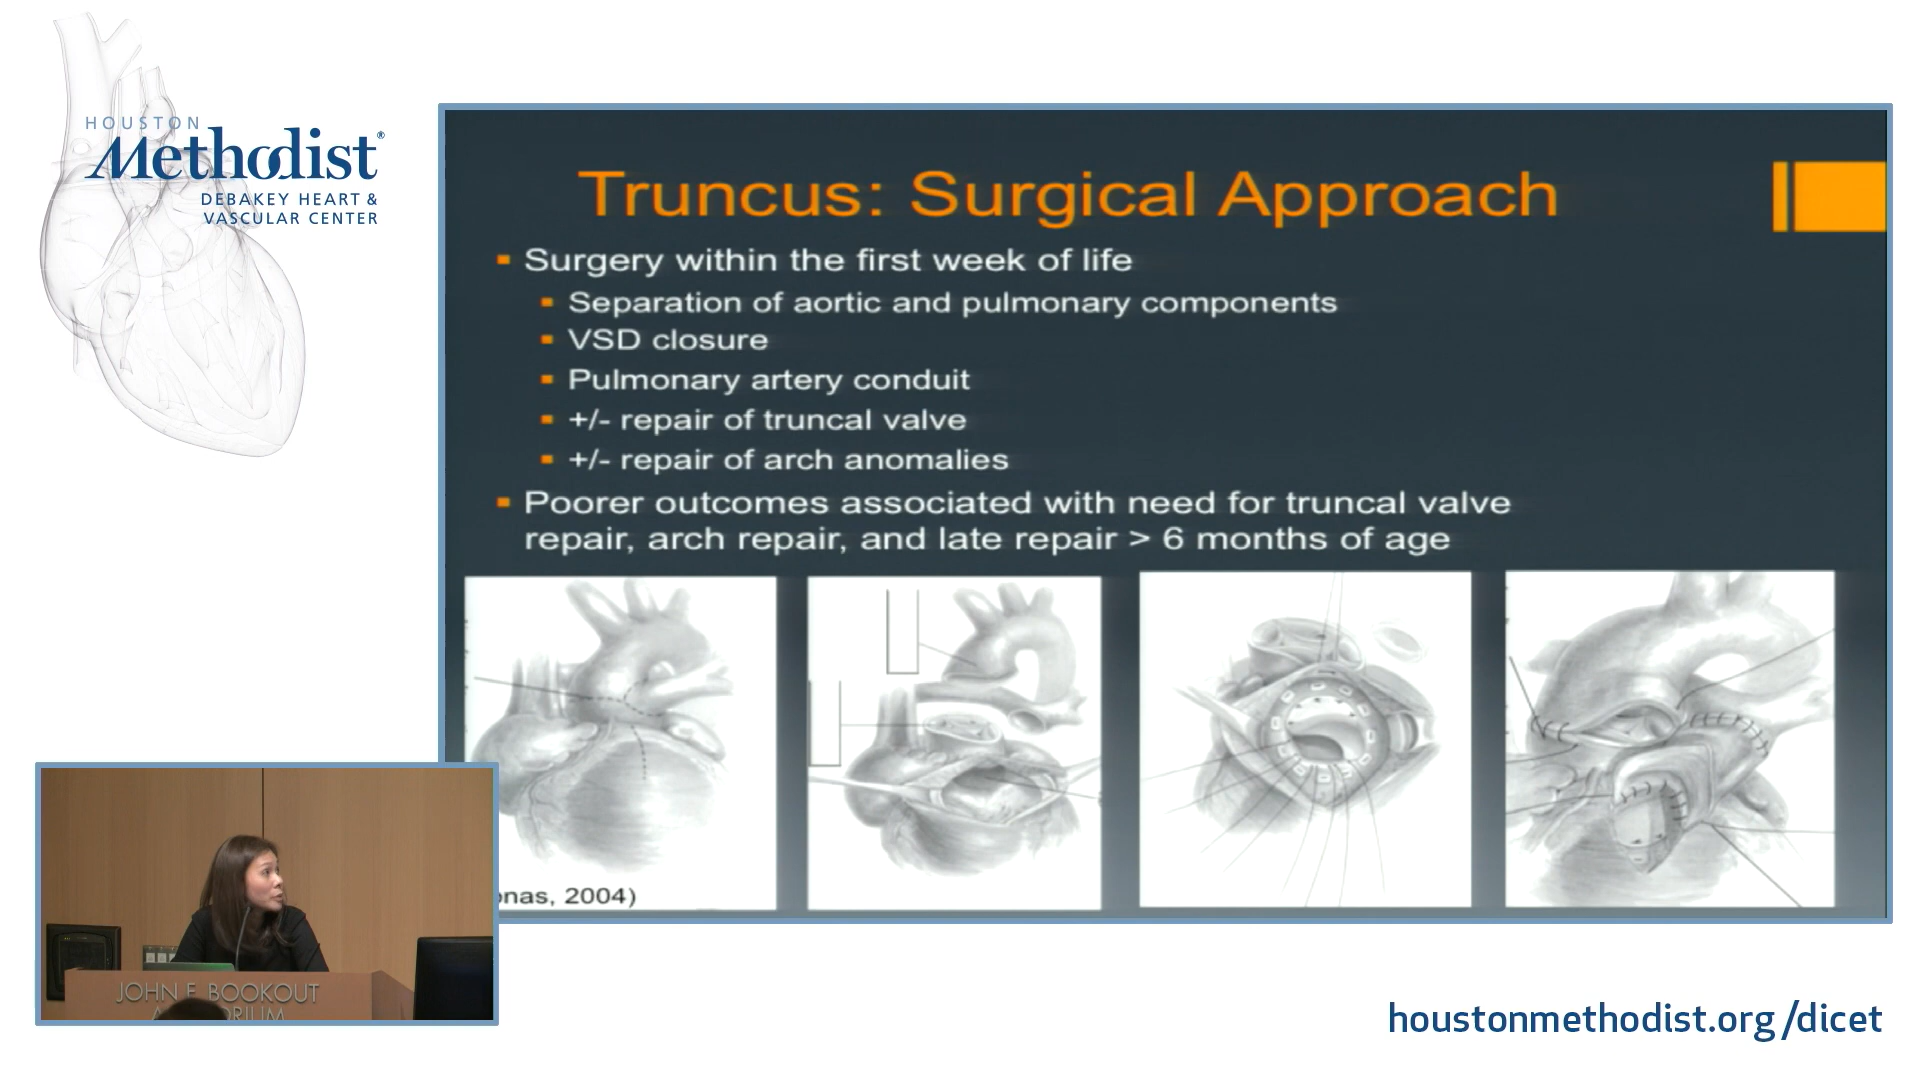 HOUSTON
Methodist®
DEBAKEY HEART &
VASCULAR CENTER
Truncus: Surgical Approach
Surgery within the first week of life
Separation of aortic and pulmonary components
VSD closure
Pulmonary artery conduit
+/- repair of truncal valve
+/- repair of arch anomalies
Poorer outcomes associated with need for truncal valve
repair, arch repair, and late repair > 6 months of age
onas, 2004)
JOHN F. BOOKOUT
houstonmethodist.org/dicet